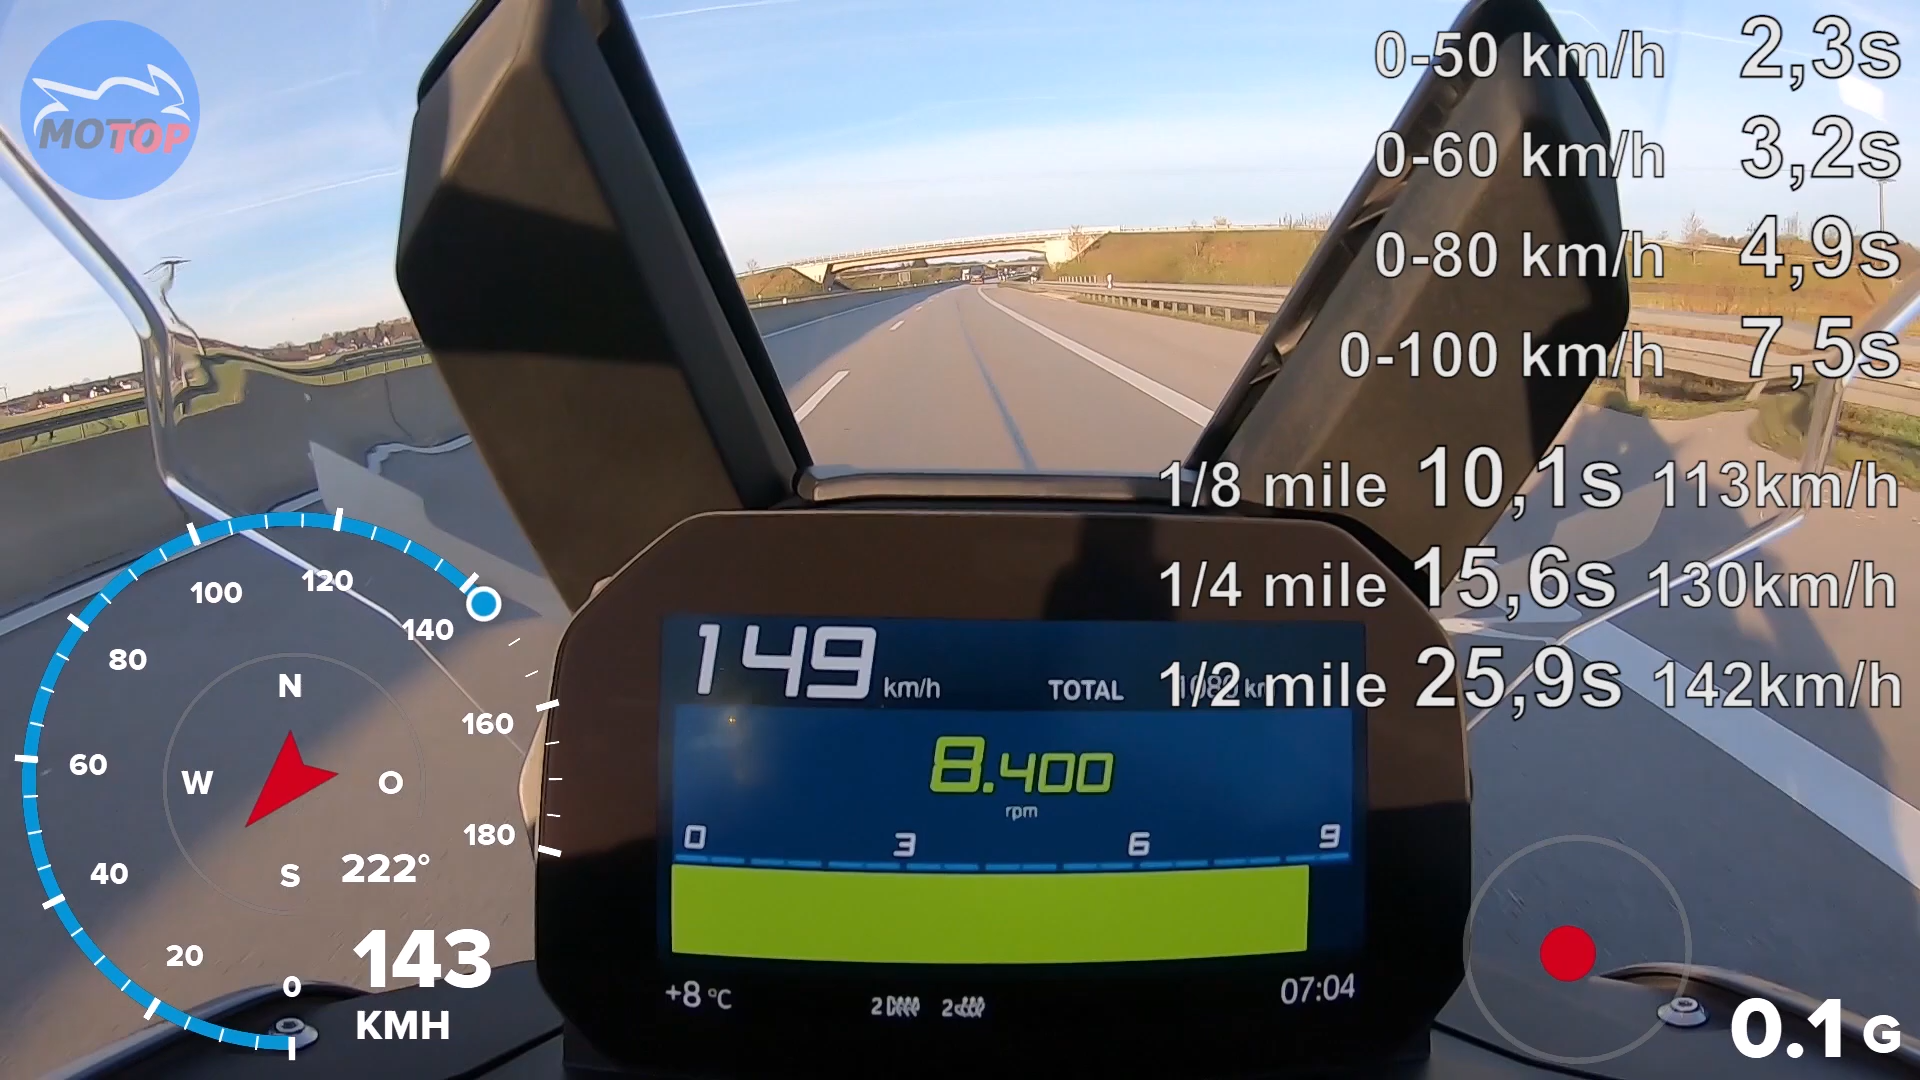 MOTOTOP
0-50 km/h 2,3s
0-60 km/h 3,2s
0-80 km/h 4,9s
0-100 km/h 7,5s
1/8 mile 10,1s 113km/h
1/4 mile 15,6s 130km/h
1/2 mile 25,9s 142km/h
149 km/h TOTAL
8.400
rpm
0 3 6 9
+8 °C 2 2 07:04
0 20 40 60 80 100 120 140 160 180
N
W O
S
222°
143
KMH
0.1 G